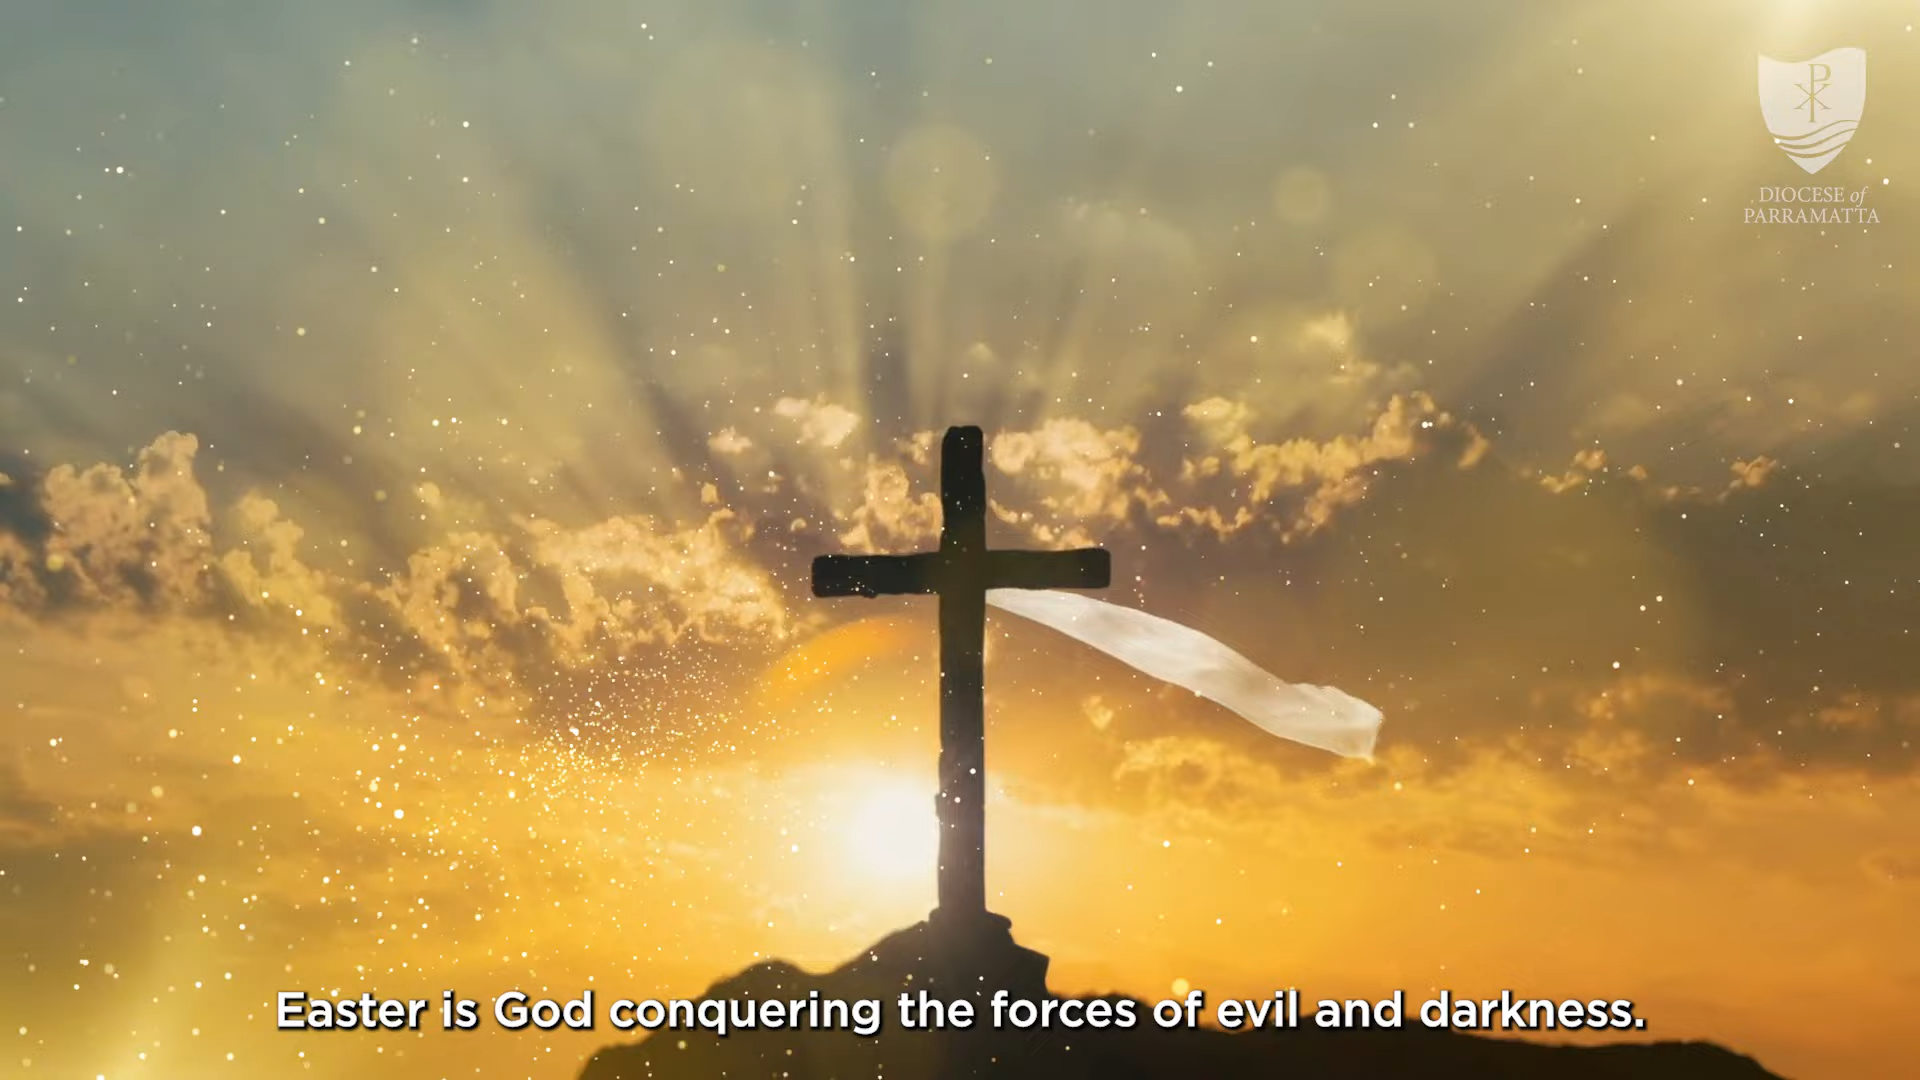 DIOCESE of
PARRAMATTA
Easter is God conquering the forces of evil and darkness.